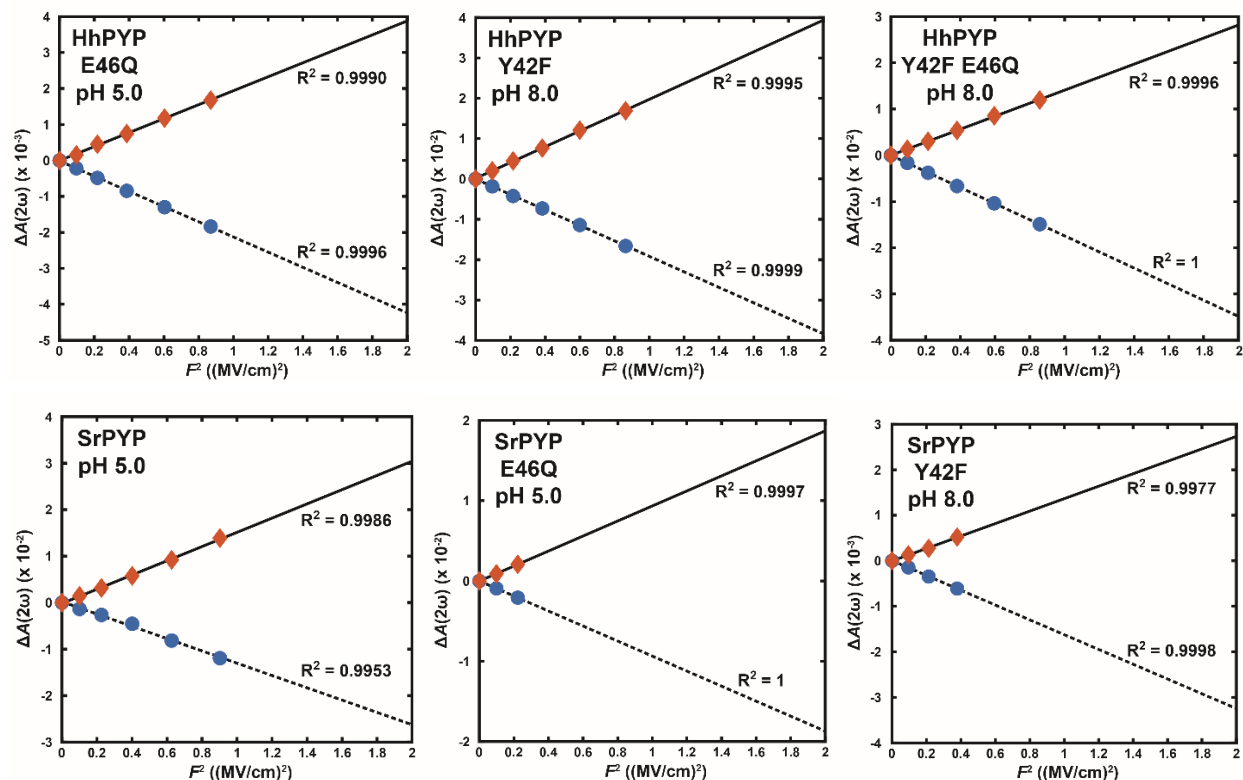 4
3
2
1
0
-1
-2
-3
-4
-5
HhPYP
E46Q
pH 5.0
R² = 0.9990
R² = 0.9996
ΔA(2ω) (x 10⁻³)
0 0.2 0.4 0.6 0.8 1 1.2 1.4 1.6 1.8 2
F² ((MV/cm)²)
4
3
2
1
0
-1
-2
-3
-4
HhPYP
Y42F
pH 8.0
R² = 0.9995
R² = 0.9999
ΔA(2ω) (x 10⁻²)
0 0.2 0.4 0.6 0.8 1 1.2 1.4 1.6 1.8 2
F² ((MV/cm)²)
3
2
1
0
-1
-2
-3
-4
HhPYP
Y42F E46Q
pH 8.0
R² = 0.9996
R² = 1
ΔA(2ω) (x 10⁻²)
0 0.2 0.4 0.6 0.8 1 1.2 1.4 1.6 1.8 2
F² ((MV/cm)²)
4
3
2
1
0
-1
-2
-3
SrPYP
pH 5.0
R² = 0.9986
R² = 0.9953
ΔA(2ω) (x 10⁻²)
0 0.2 0.4 0.6 0.8 1 1.2 1.4 1.6 1.8 2
F² ((MV/cm)²)
2
1
0
-1
-2
SrPYP
E46Q
pH 5.0
R² = 0.9997
R² = 1
ΔA(2ω) (x 10⁻²)
0 0.2 0.4 0.6 0.8 1 1.2 1.4 1.6 1.8 2
F² ((MV/cm)²)
3
2
1
0
-1
-2
-3
-4
SrPYP
Y42F
pH 8.0
R² = 0.9977
R² = 0.9998
ΔA(2ω) (x 10⁻³)
0 0.2 0.4 0.6 0.8 1 1.2 1.4 1.6 1.8 2
F² ((MV/cm)²)